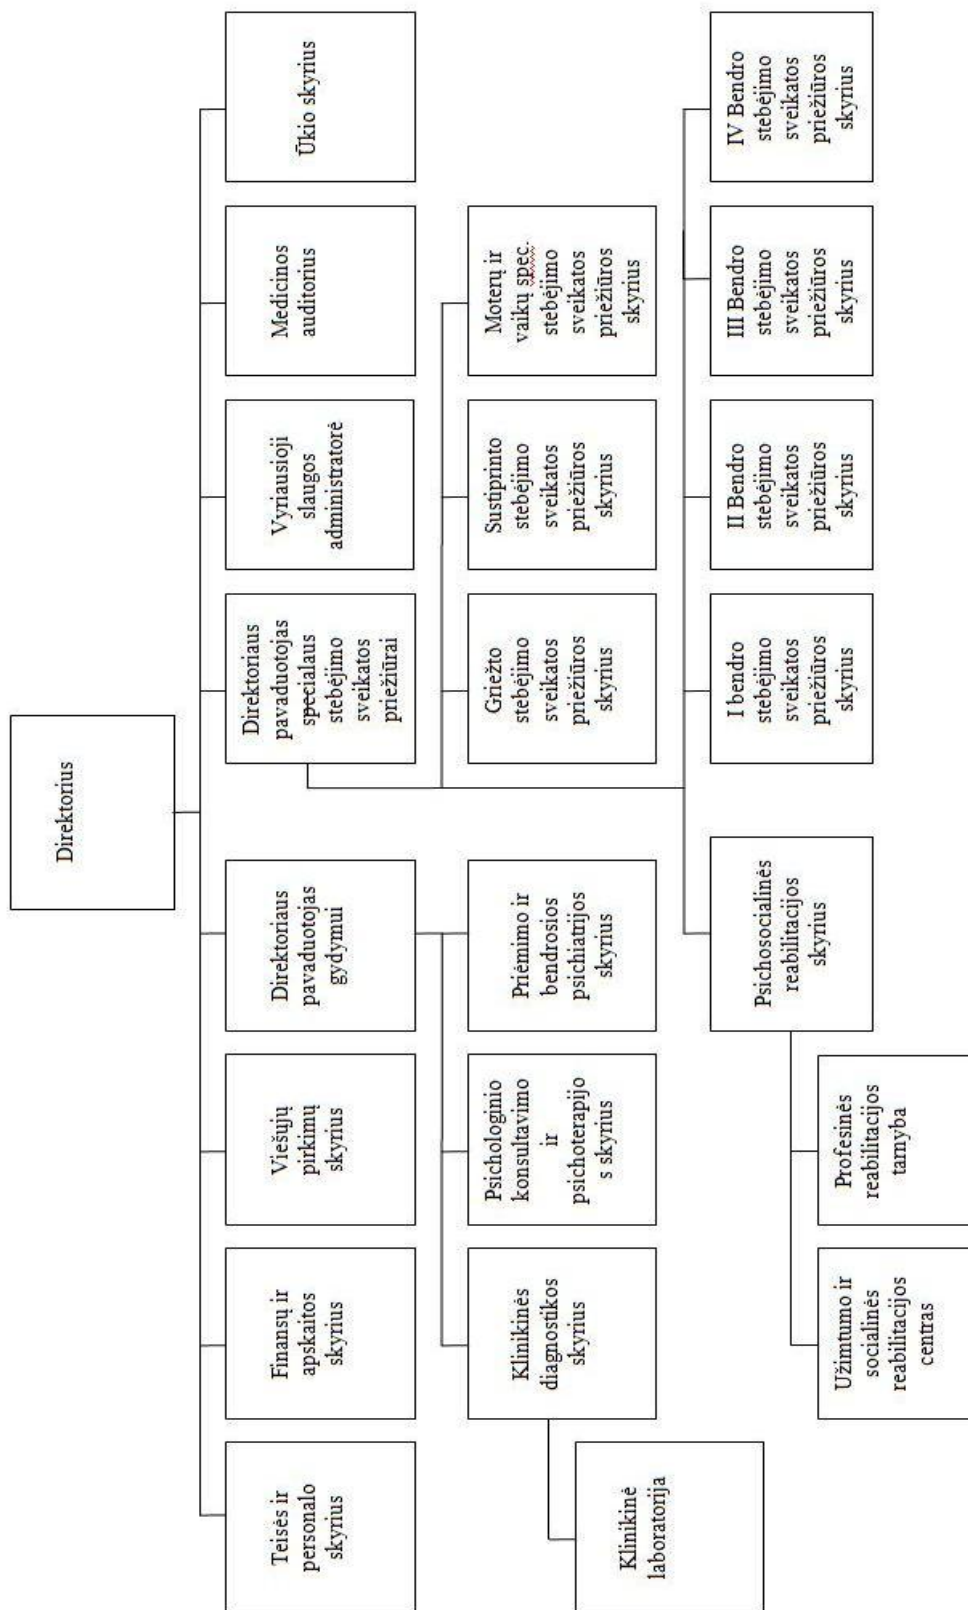 Direktorius
Teisės ir
personalo
skyrius
Finansų ir
apskaitos
skyrius
Viešųjų
pirkimų
skyrius
Direktoriaus
pavaduotojas
gydymui
Direktoriaus
pavaduotojas
specialaus
stebėjimo
sveikatos
priežiūrai
Vyriausioji
slaugos
administratorė
Medicinos
auditorius
Ūkio skyrius
Klinikinės
diagnostikos
skyrius
Psichologinio
konsultavimo
ir
psichoterapijo
s skyrius
Priėmimo ir
bendrosios
psichiatrijos
skyrius
Griežto
stebėjimo
sveikatos
priežiūros
skyrius
Sustiprinto
stebėjimo
sveikatos
priežiūros
skyrius
Moterų ir
vaikų spec.
stebėjimo
sveikatos
priežiūros
skyrius
Klinikinė
laboratorija
Psichosocialinės
reabilitacijos
skyrius
I bendro
stebėjimo
sveikatos
priežiūros
skyrius
II Bendro
stebėjimo
sveikatos
priežiūros
skyrius
III Bendro
stebėjimo
sveikatos
priežiūros
skyrius
IV Bendro
stebėjimo
sveikatos
priežiūros
skyrius
Užimtumo ir
socialinės
reabilitacijos
centras
Profesinės
reabilitacijos
tarnyba